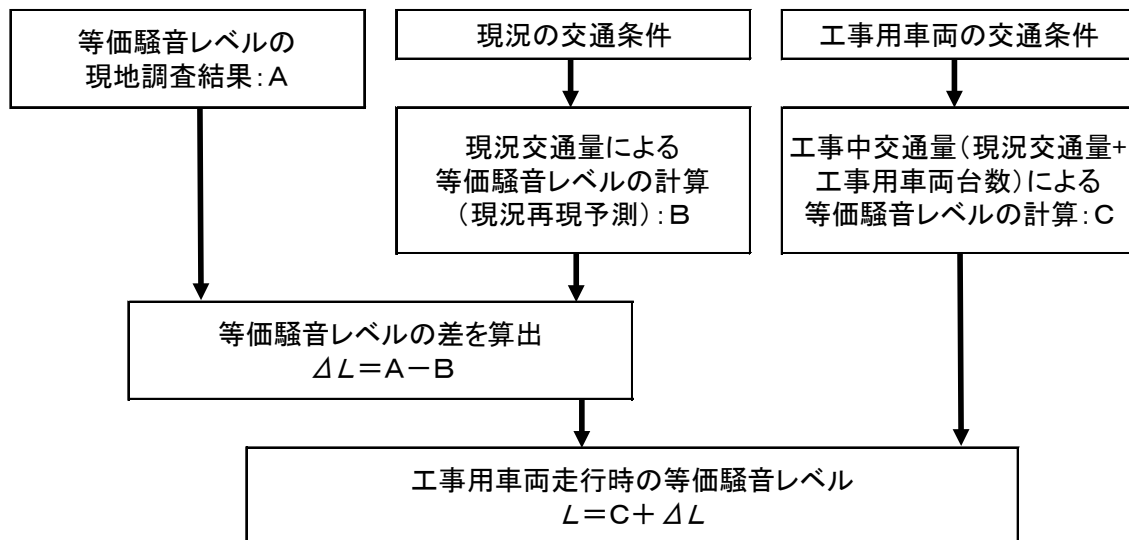 等価騒音レベルの
現地調査結果:A
現況の交通条件
工事用車両の交通条件
現況交通量による
等価騒音レベルの計算
(現況再現予測):B
工事中交通量(現況交通量+
工事用車両台数)による
等価騒音レベルの計算:C
等価騒音レベルの差を算出
ΔL=A-B
工事用車両走行時の等価騒音レベル
L=C+ΔL